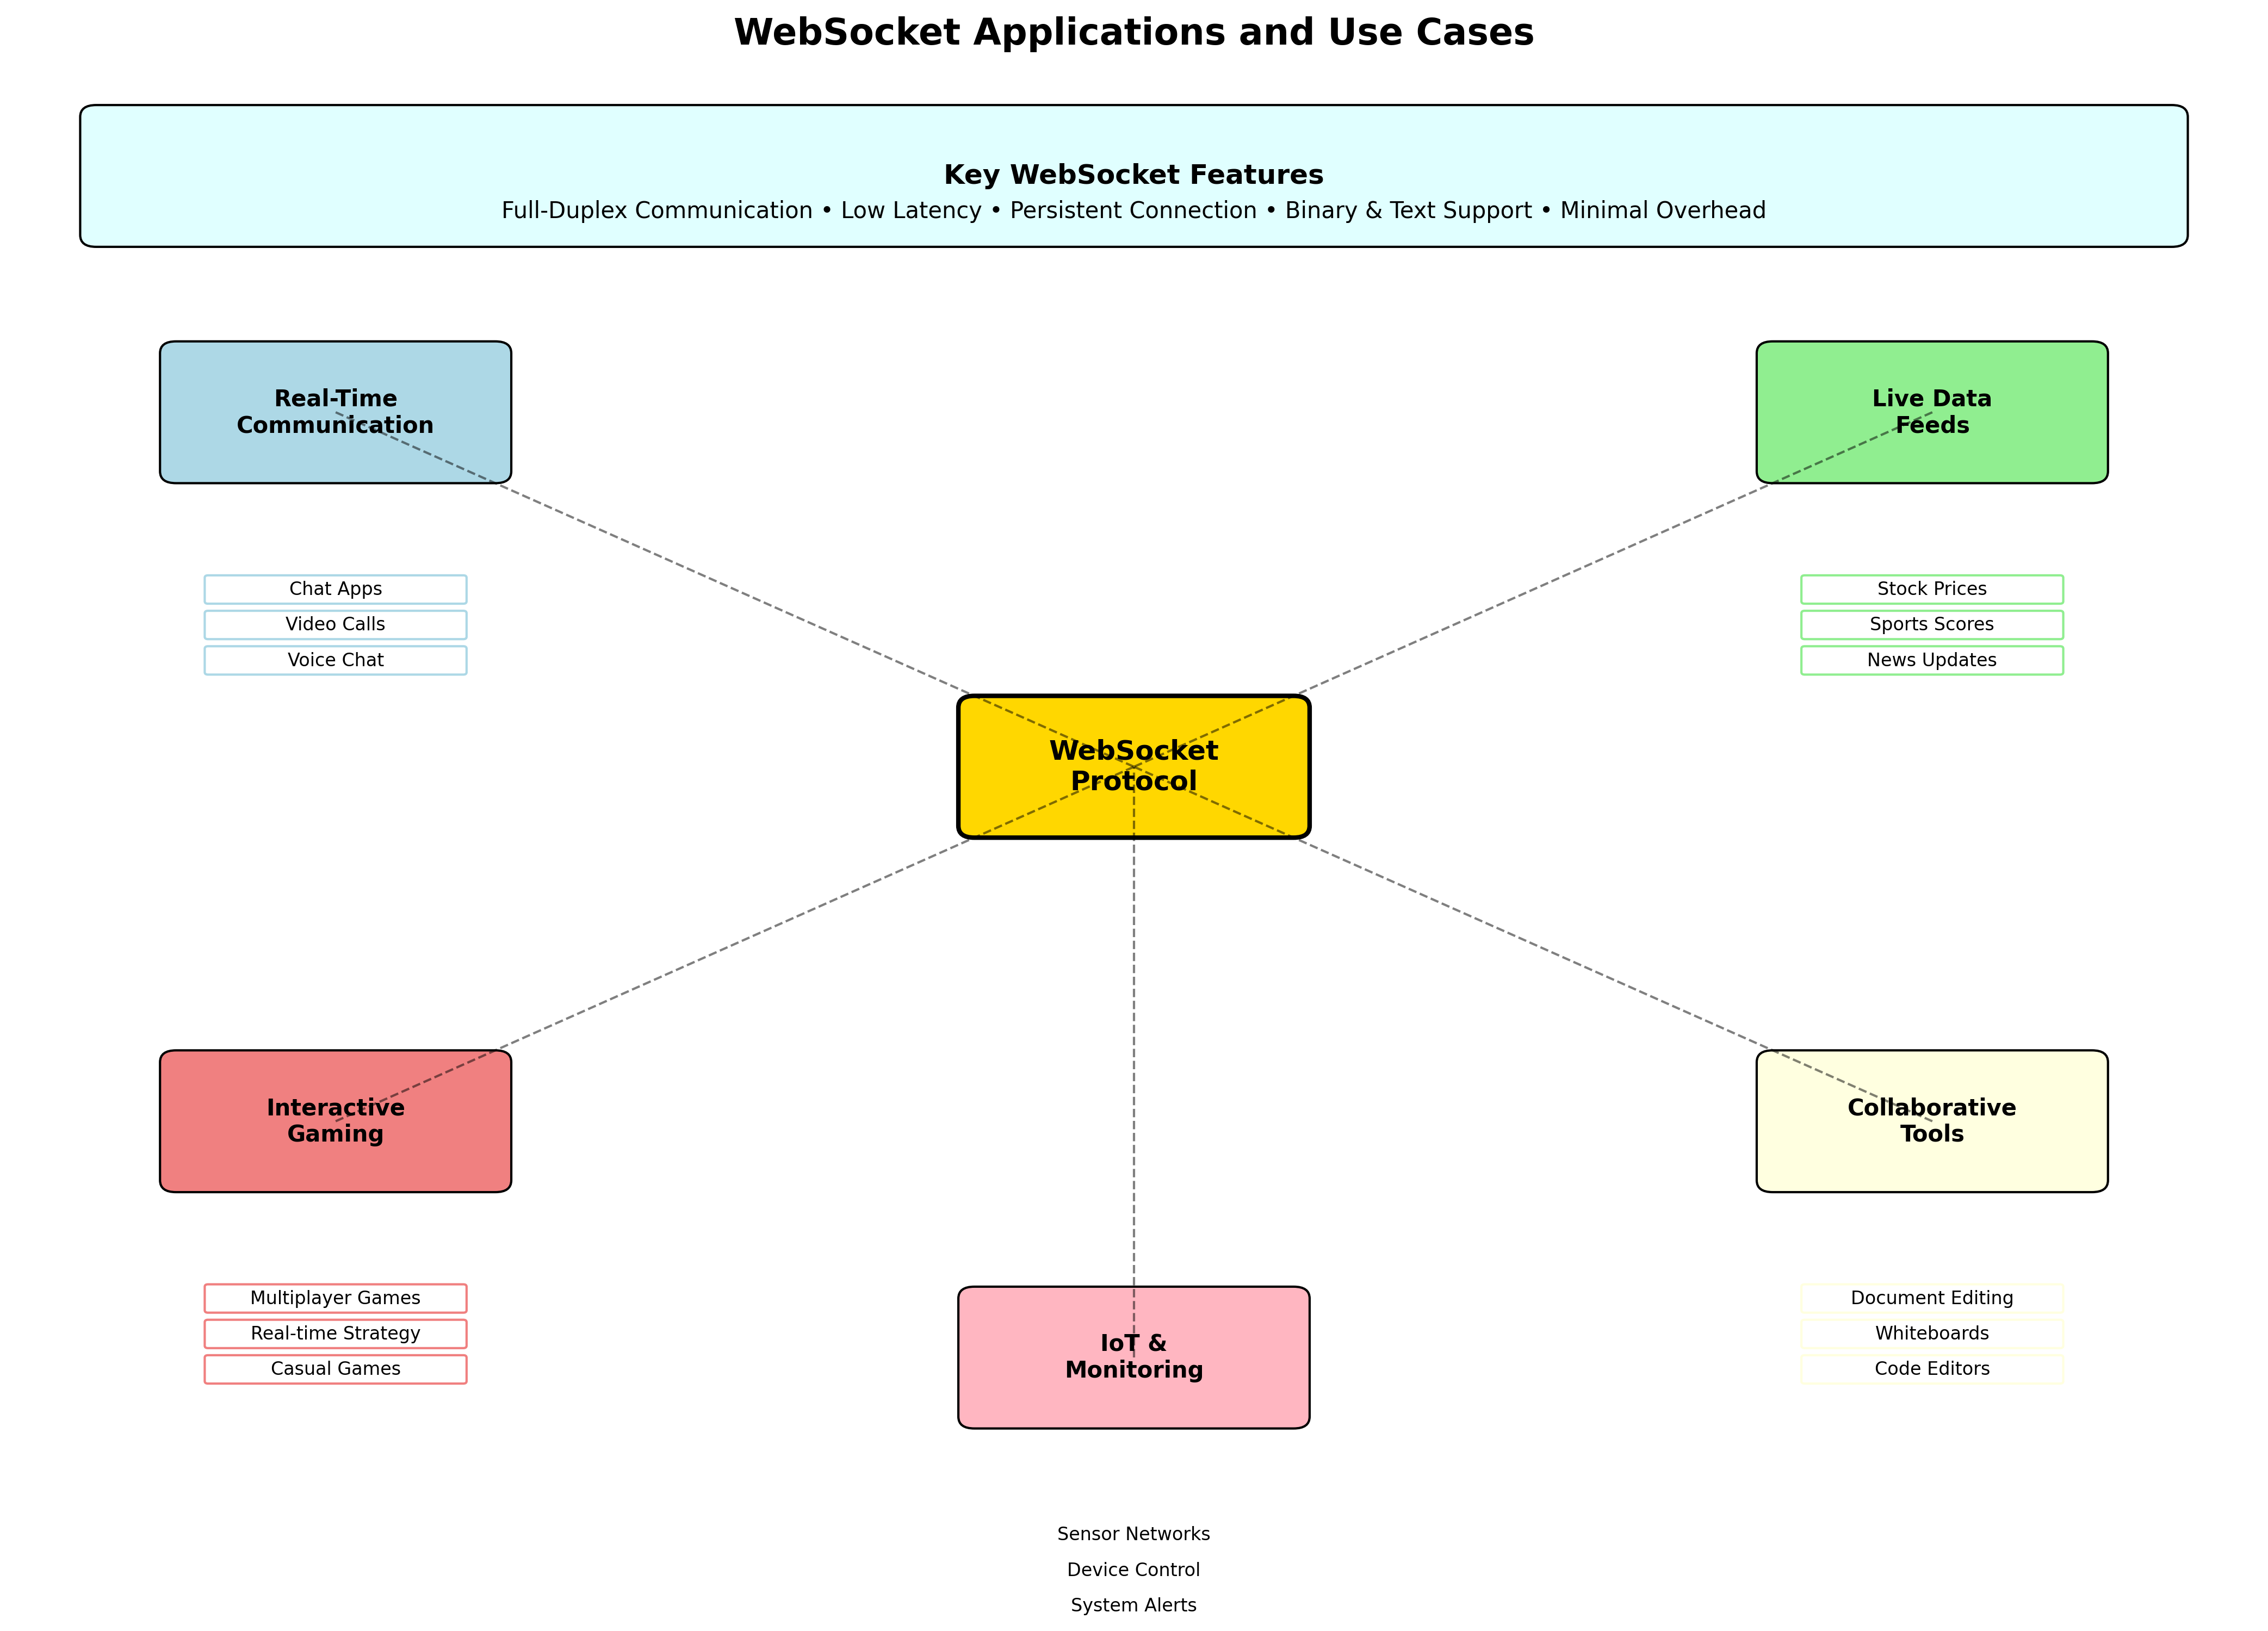 WebSocket Applications and Use Cases
Key WebSocket Features
Full-Duplex Communication • Low Latency • Persistent Connection • Binary & Text Support • Minimal Overhead
Real-Time
Communication
Live Data
Feeds
Chat Apps
Video Calls
Voice Chat
Stock Prices
Sports Scores
News Updates
WebSocket
Protocol
Interactive
Gaming
Collaborative
Tools
Multiplayer Games
Real-time Strategy
Casual Games
IoT &
Monitoring
Document Editing
Whiteboards
Code Editors
Sensor Networks
Device Control
System Alerts